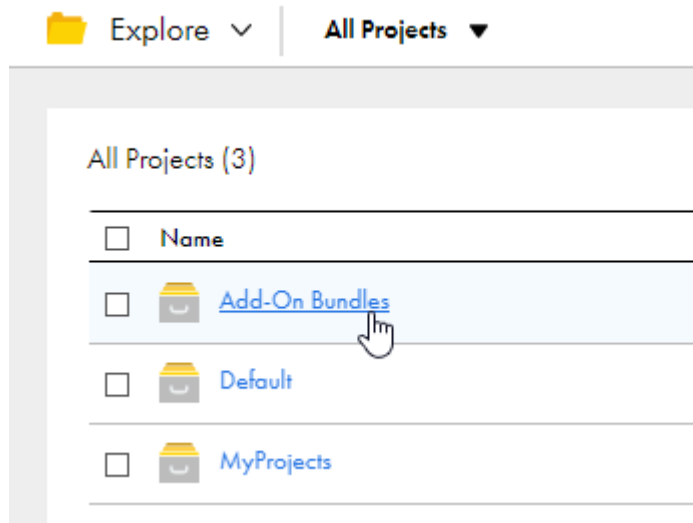 Explore All Projects
All Projects (3)
Name
Add-On Bundles
Default
MyProjects